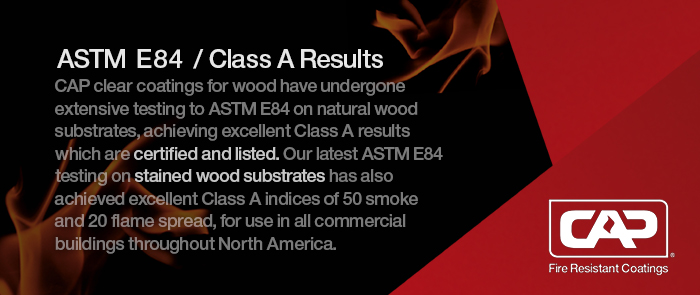 ASTM E84 / Class A Results
CAP clear coatings for wood have undergone
extensive testing to ASTM E84 on natural wood
substrates, achieving excellent Class A results
which are certified and listed. Our latest ASTM E84
testing on stained wood substrates has also
achieved excellent Class A indices of 50 smoke
and 20 flame spread, for use in all commercial
buildings throughout North America.
CAP®
Fire Resistant Coatings